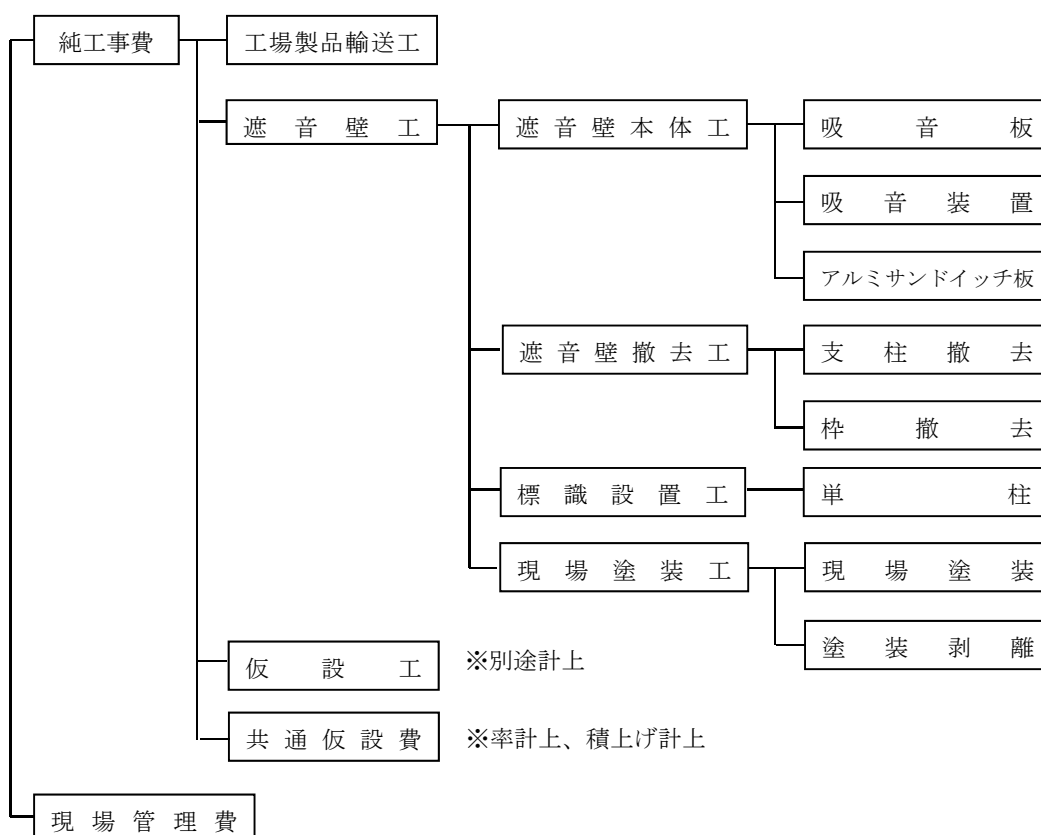 純工事費
工場製品輸送工
遮音壁工
遮音壁本体工
吸音板
吸音装置
アルミサンドイッチ板
遮音壁撤去工
支柱撤去
枠撤去
標識設置工
単柱
現場塗装工
現場塗装
塗装剥離
仮設工
※別途計上
共通仮設費
※率計上、積上げ計上
現場管理費